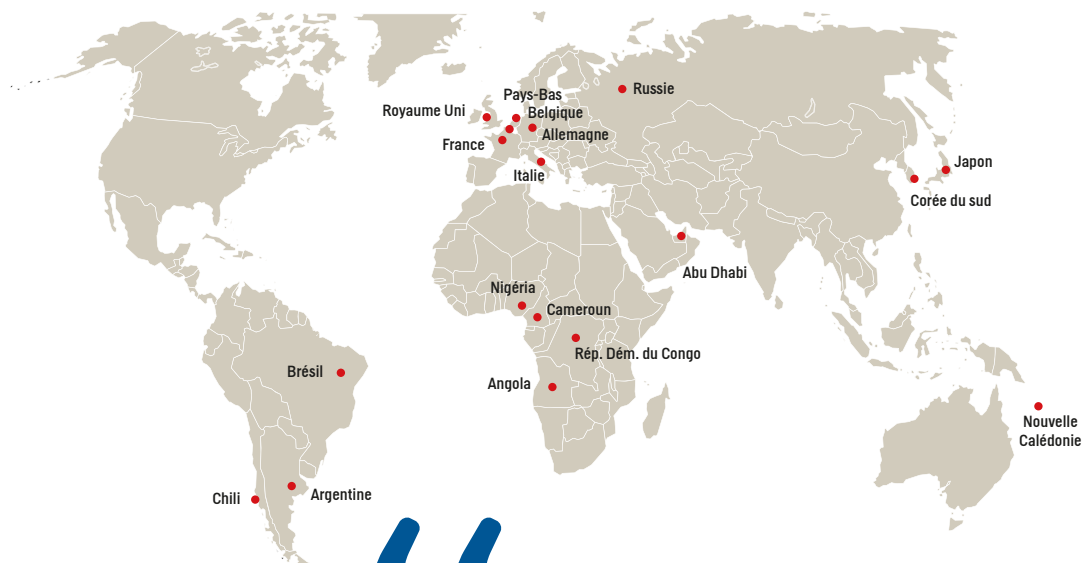 Russie
Pays-Bas
Royaume Uni
Belgique
Allemagne
France
Italie
Japon
Corée du sud
Abu Dhabi
Nigéria
Cameroun
Rép. Dém. du Congo
Brésil
Angola
Nouvelle
Calédonie
Chili
Argentine